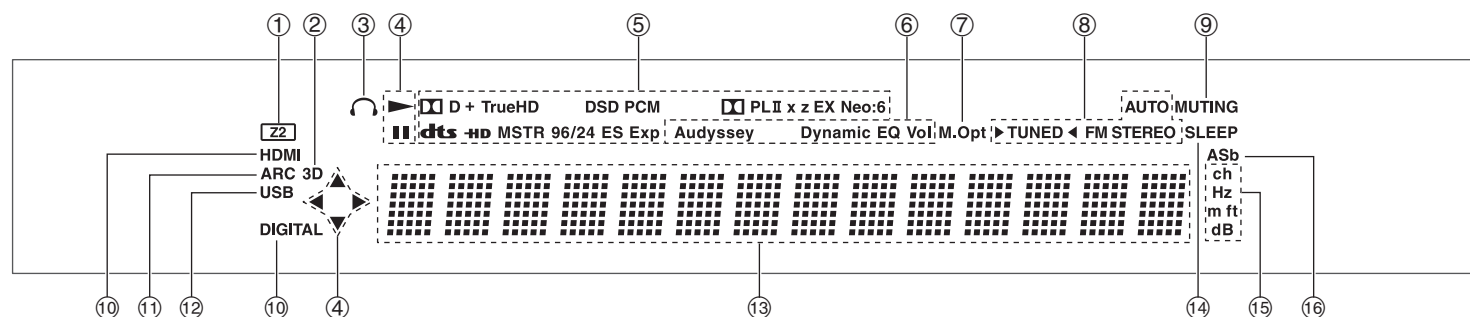 ① ② ③ ④ ⑤ ⑥ ⑦ ⑧ ⑨
D + TrueHD DSD PCM PLII x z EX Neo:6 AUTO MUTING
Z2 dts -HD MSTR 96/24 ES Exp Audyssey Dynamic EQ Vol M.Opt ▶ TUNED ◀ FM STEREO SLEEP
HDMI ASb
ARC 3D ch
USB Hz
m ft
DIGITAL dB
⑩ ⑪ ⑫ ⑩ ④ ⑬ ⑭ ⑮ ⑯